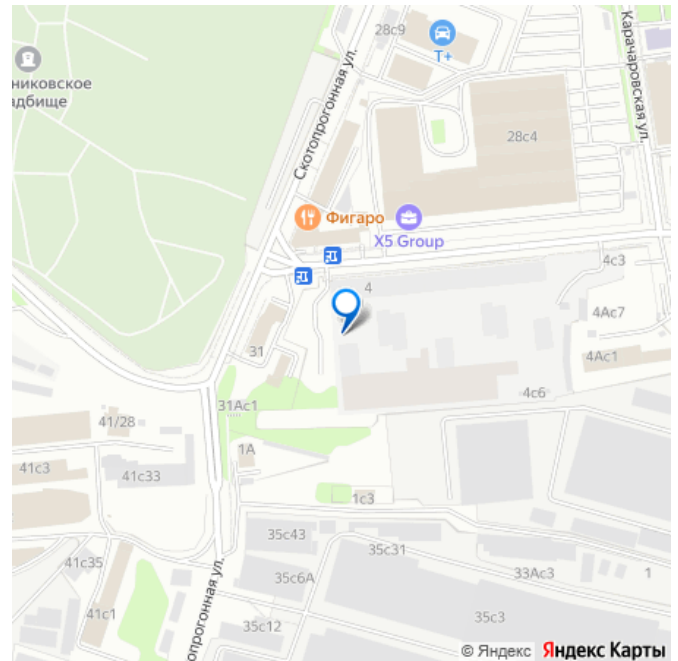 28с9
Т+
Карачаровская ул.
никовское
адбище
Скотопрогонная ул.
28с4
Фигаро
X5 Group
4с3
4
4Ас7
31
4Ас1
4с6
31Ас1
41/28
1А
41с3
41с33
1с3
35с43
35с31
41с35
33Ас3
1
35с6А
41с1
35с3
35с12
опрогонная ул.
© Яндекс Яндекс Карты